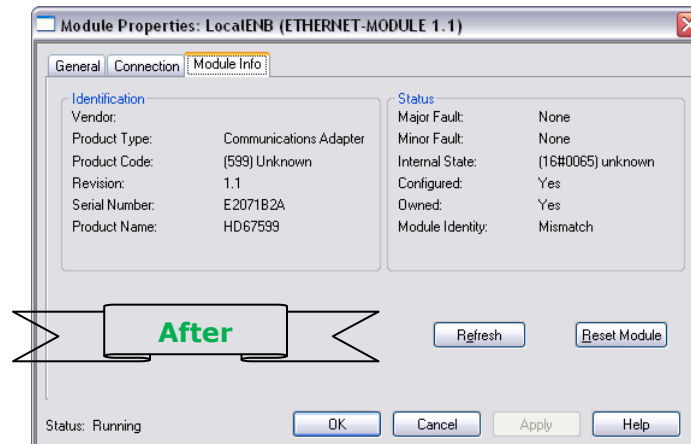 Module Properties: LocalENB (ETHERNET-MODULE 1.1)
General Connection Module Info
Identification
Vendor:
Product Type: Communications Adapter
Product Code: (599) Unknown
Revision: 1.1
Serial Number: E2071B2A
Product Name: HD67599
Status
Major Fault: None
Minor Fault: None
Internal State: (16#0065) unknown
Configured: Yes
Owned: Yes
Module Identity: Mismatch
After
Refresh Reset Module
Status: Running
OK Cancel Apply Help